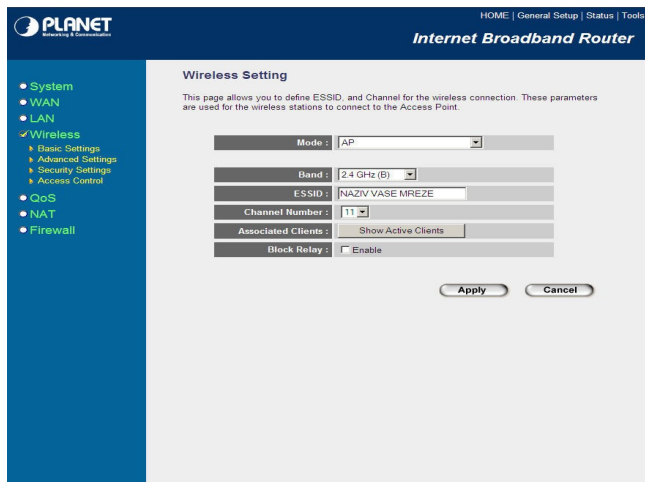 PLANET
Networking & Communication
HOME | General Setup | Status | Tools
Internet Broadband Router
System
WAN
LAN
Wireless
Basic Settings
Advanced Settings
Security Settings
Access Control
QoS
NAT
Firewall
Wireless Setting
This page allows you to define ESSID, and Channel for the wireless connection. These parameters
are used for the wireless stations to connect to the Access Point.
Mode : AP
Band : 2.4 GHz (B)
ESSID : NAZIV VASE MREZE
Channel Number : 11
Associated Clients : Show Active Clients
Block Relay : Enable
Apply Cancel